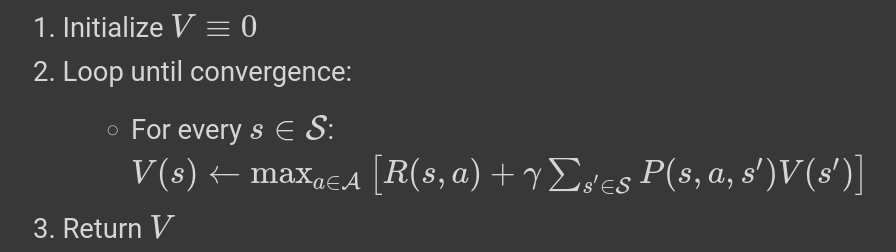 1. Initialize V ≡ 0
2. Loop until convergence:
○ For every s ∈ 𝒮:
V(s) ← max_{a∈𝒜} [R(s, a) + γ ∑_{s′∈𝒮} P(s, a, s′)V(s′)]
3. Return V